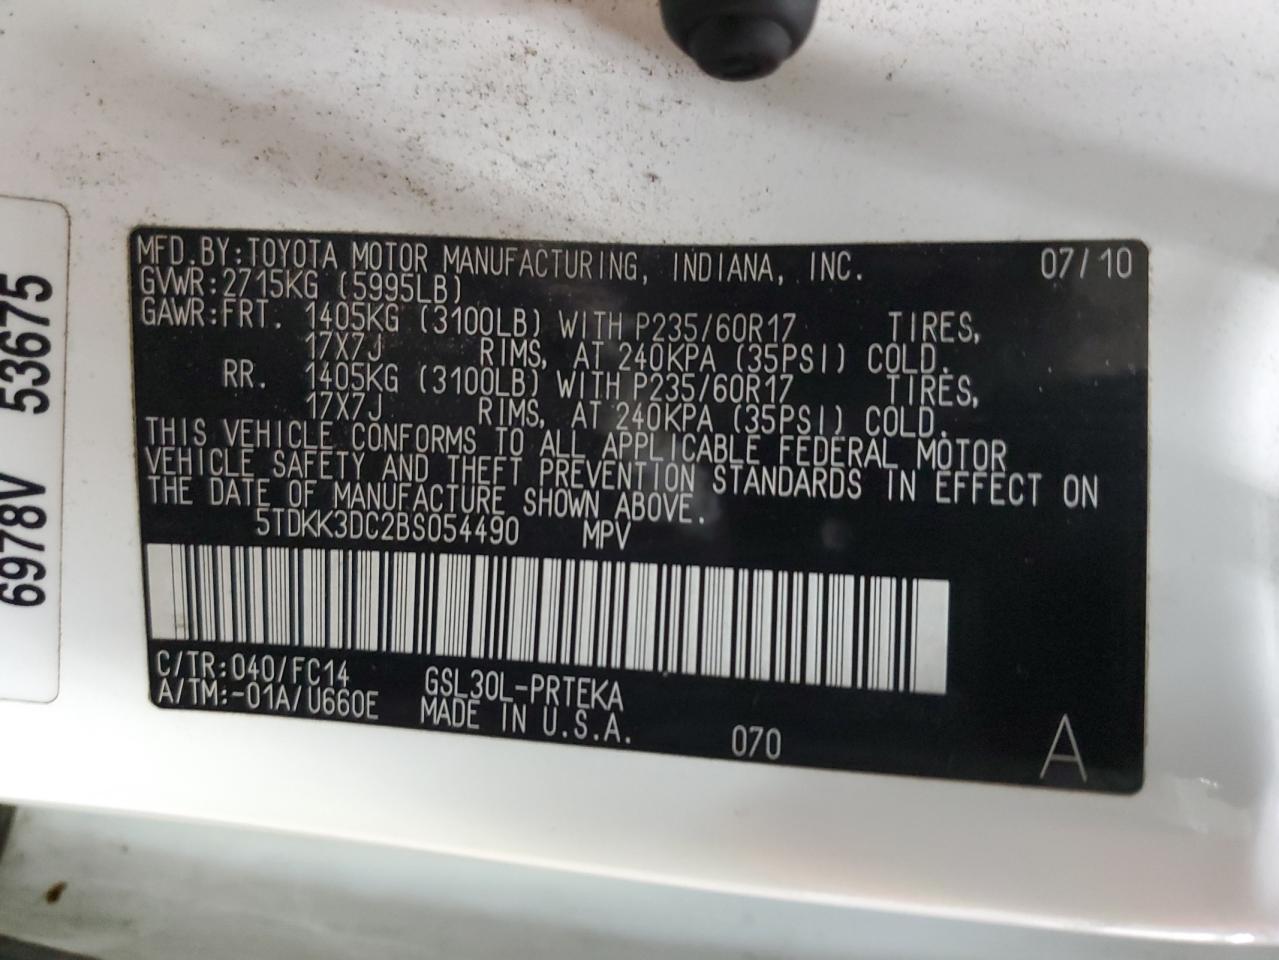 MFD.BY:TOYOTA MOTOR MANUFACTURING, INDIANA, INC. 07/10
GVWR:2715KG (5995LB)
GAWR:FRT. 1405KG (3100LB) WITH P235/60R17 TIRES,
17X7J RIMS, AT 240KPA (35PSI) COLD.
RR. 1405KG (3100LB) WITH P235/60R17 TIRES,
17X7J RIMS, AT 240KPA (35PSI) COLD.
THIS VEHICLE CONFORMS TO ALL APPLICABLE FEDERAL MOTOR
VEHICLE SAFETY AND THEFT PREVENTION STANDARDS IN EFFECT ON
THE DATE OF MANUFACTURE SHOWN ABOVE.
5TDKK3DC2BS054490 MPV
C/TR:040/FC14 GSL30L-PRTEKA
A/TM:-01A/U660E MADE IN U.S.A. 070 A
6978V 53675